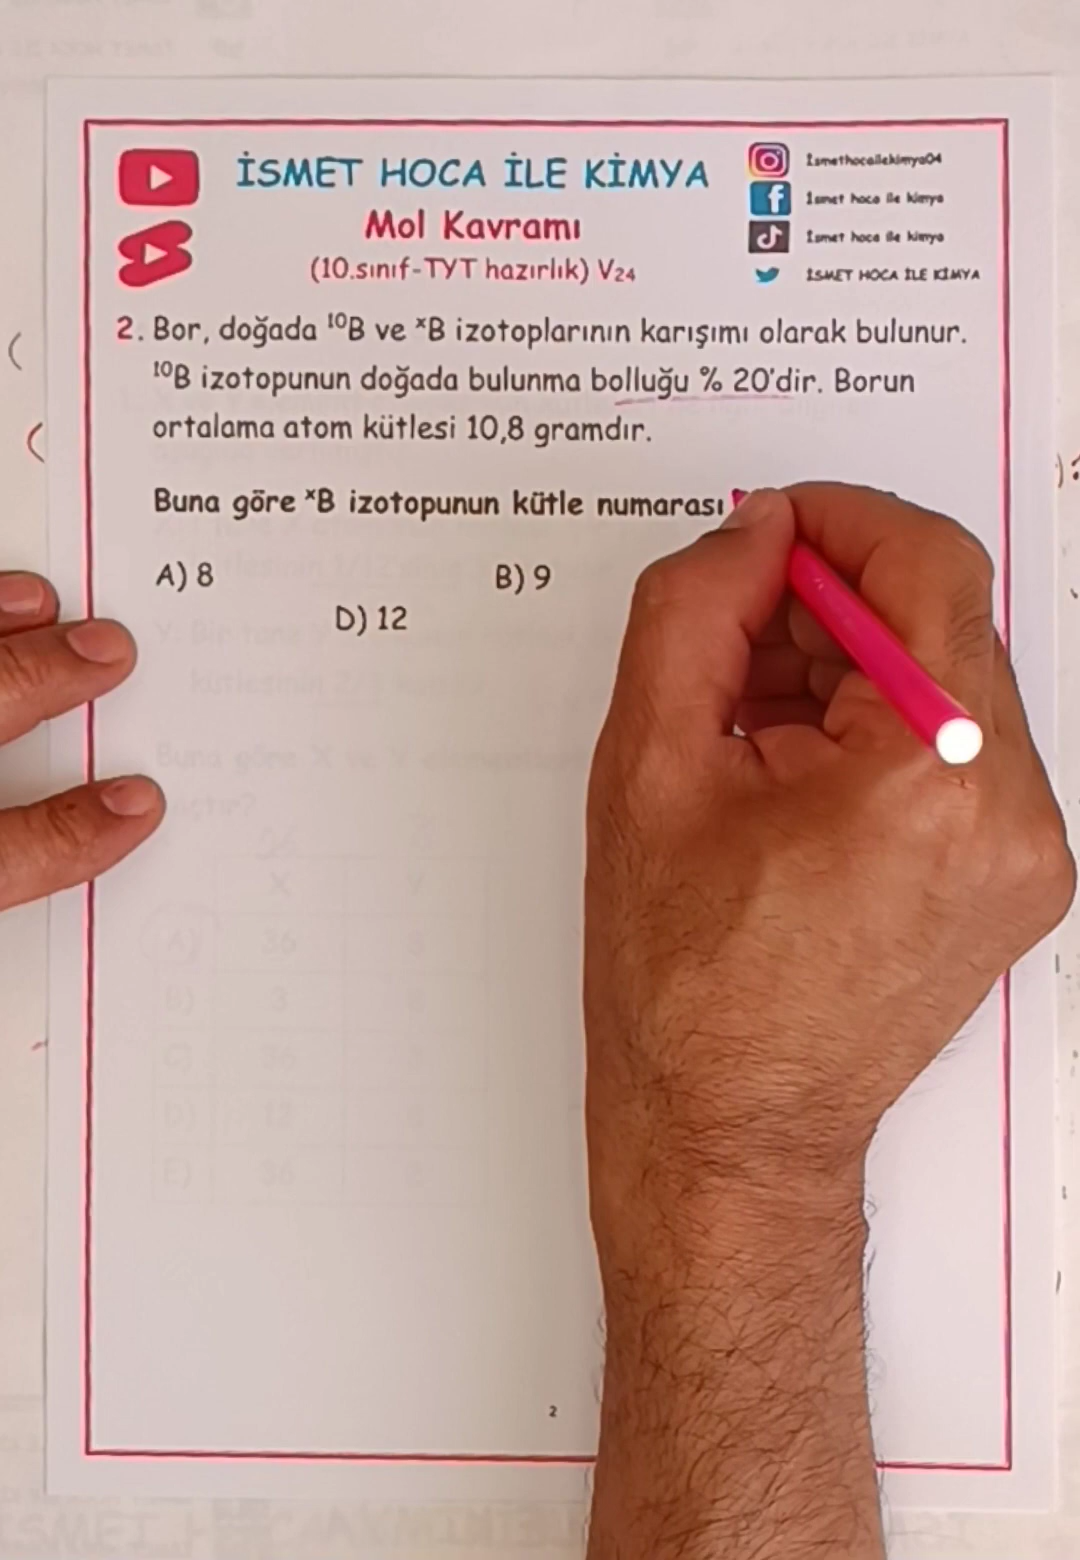 İSMET HOCA İLE KİMYA
Mol Kavramı
(10.sınıf-TYT hazırlık) V24
İsmethocailekimya04
İsmet hoca ile kimya
İsmet hoca ile kimya
İSMET HOCA İLE KİMYA
2. Bor, doğada ¹⁰B ve ˣB izotoplarının karışımı olarak bulunur.
¹⁰B izotopunun doğada bulunma bolluğu % 20'dir. Borun
ortalama atom kütlesi 10,8 gramdır.
Buna göre ˣB izotopunun kütle numarası
A) 8 B) 9
D) 12
2